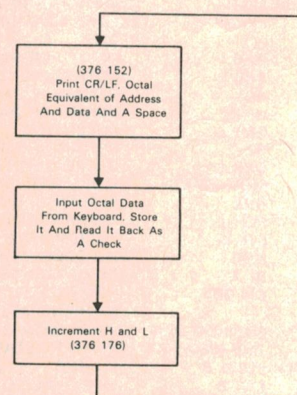 (376 152)
Print CR/LF, Octal
Equivalent of Address
And Data And A Space
Input Octal Data
From Keyboard. Store
It And Read It Back As
A Check
Increment H and L
(376 176)